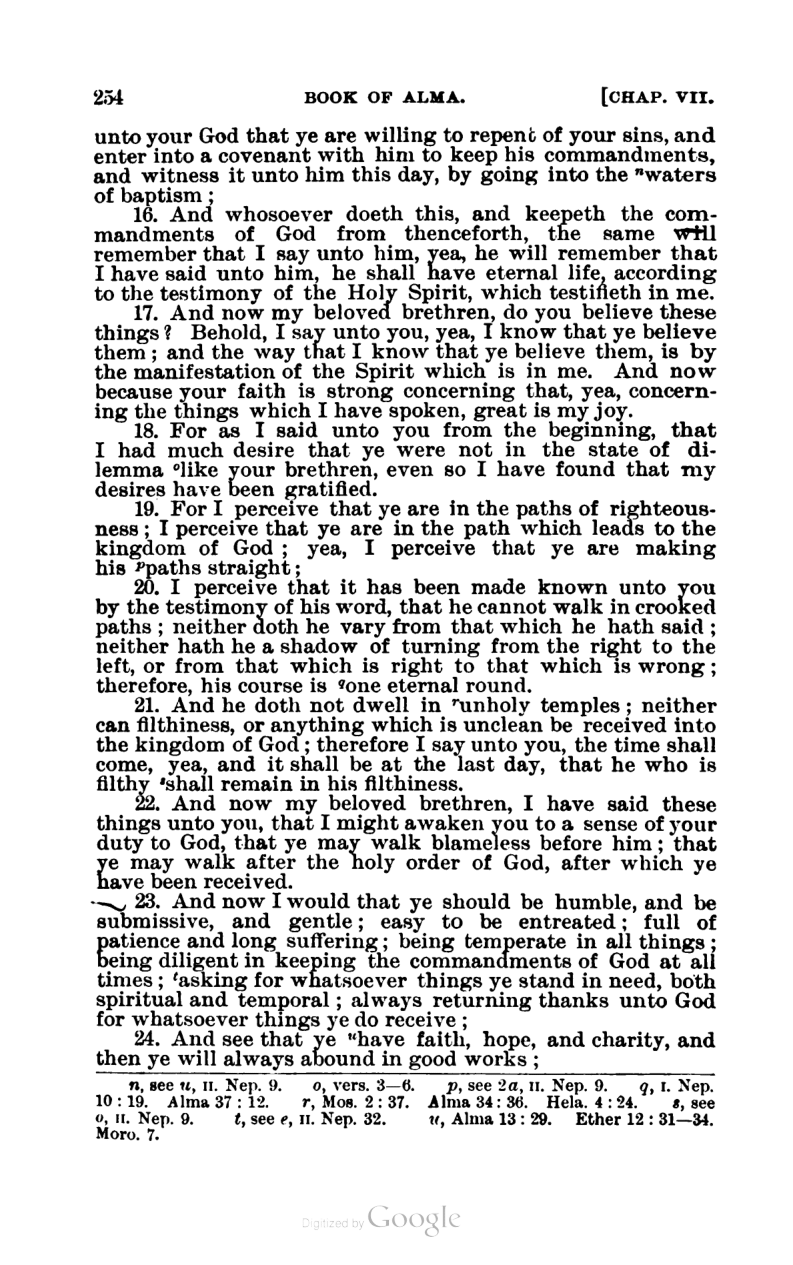 254 BOOK OF ALMA. [CHAP. VII.
unto your God that ye are willing to repent of your sins, and
enter into a covenant with him to keep his commandments,
and witness it unto him this day, by going into the ⁿwaters
of baptism ;
16. And whosoever doeth this, and keepeth the com-
mandments of God from thenceforth, the same will
remember that I say unto him, yea, he will remember that
I have said unto him, he shall have eternal life, according
to the testimony of the Holy Spirit, which testifieth in me.
17. And now my beloved brethren, do you believe these
things ? Behold, I say unto you, yea, I know that ye believe
them ; and the way that I know that ye believe them, is by
the manifestation of the Spirit which is in me. And now
because your faith is strong concerning that, yea, concern-
ing the things which I have spoken, great is my joy.
18. For as I said unto you from the beginning, that
I had much desire that ye were not in the state of di-
lemma ᵒlike your brethren, even so I have found that my
desires have been gratified.
19. For I perceive that ye are in the paths of righteous-
ness ; I perceive that ye are in the path which leads to the
kingdom of God ; yea, I perceive that ye are making
his ᵖpaths straight ;
20. I perceive that it has been made known unto you
by the testimony of his word, that he cannot walk in crooked
paths ; neither doth he vary from that which he hath said ;
neither hath he a shadow of turning from the right to the
left, or from that which is right to that which is wrong ;
therefore, his course is qone eternal round.
21. And he doth not dwell in ʳunholy temples ; neither
can filthiness, or anything which is unclean be received into
the kingdom of God ; therefore I say unto you, the time shall
come, yea, and it shall be at the last day, that he who is
filthy ˢshall remain in his filthiness.
22. And now my beloved brethren, I have said these
things unto you, that I might awaken you to a sense of your
duty to God, that ye may walk blameless before him ; that
ye may walk after the holy order of God, after which ye
have been received.
23. And now I would that ye should be humble, and be
submissive, and gentle ; easy to be entreated ; full of
patience and long suffering ; being temperate in all things ;
being diligent in keeping the commandments of God at all
times ; ᵗasking for whatsoever things ye stand in need, both
spiritual and temporal ; always returning thanks unto God
for whatsoever things ye do receive ;
24. And see that ye ᵘhave faith, hope, and charity, and
then ye will always abound in good works ;
n, see u, II. Nep. 9. o, vers. 3—6. p, see 2a, II. Nep. 9. q, I. Nep.
10 : 19. Alma 37 : 12. r, Mos. 2 : 37. Alma 34 : 36. Hela. 4 : 24. s, see
o, II. Nep. 9. t, see e, II. Nep. 32. u, Alma 13 : 29. Ether 12 : 31—34.
Moro. 7.
Digitized by Google